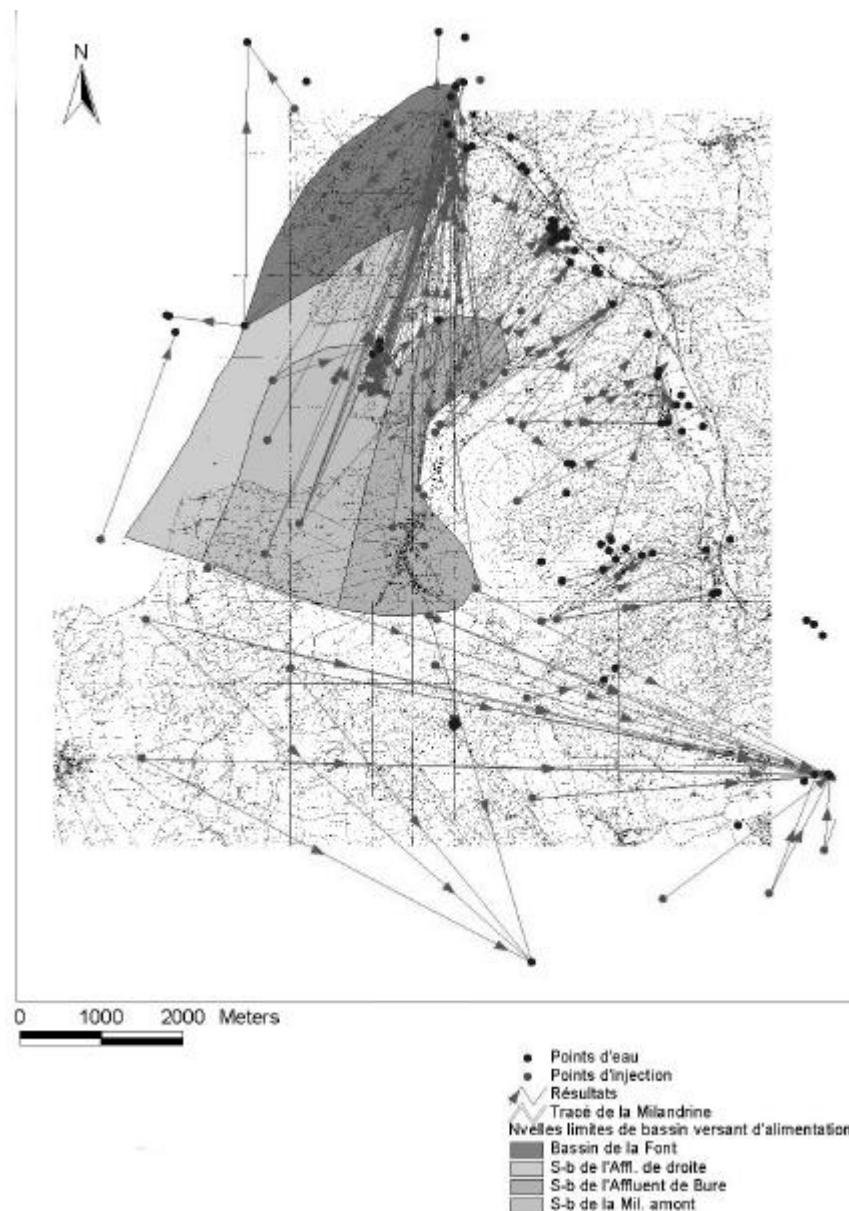 N
0 1000 2000 Meters
Points d'eau
Points d'injection
Résultats
Tracé de la Milandrine
Nvelles limites de bassin versant d'alimentation
Bassin de la Font
S-b de l'Affl. de droite
S-b de l'Affluent de Bure
S-b de la Mil. amont